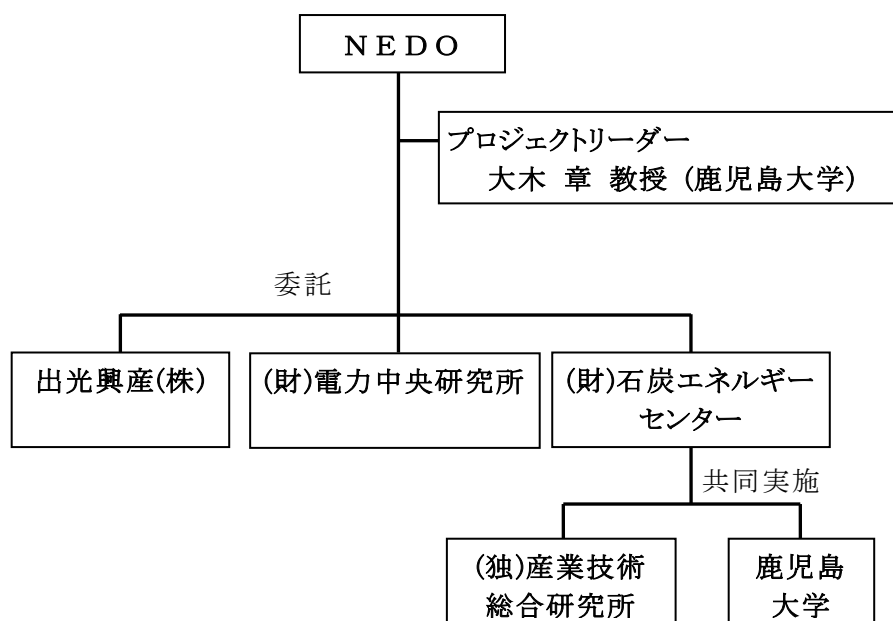 ＮＥＤＯ
プロジェクトリーダー
大木 章 教授 (鹿児島大学)
委託
出光興産(株)
(財)電力中央研究所
(財)石炭エネルギー
センター
共同実施
(独)産業技術
総合研究所
鹿児島
大学